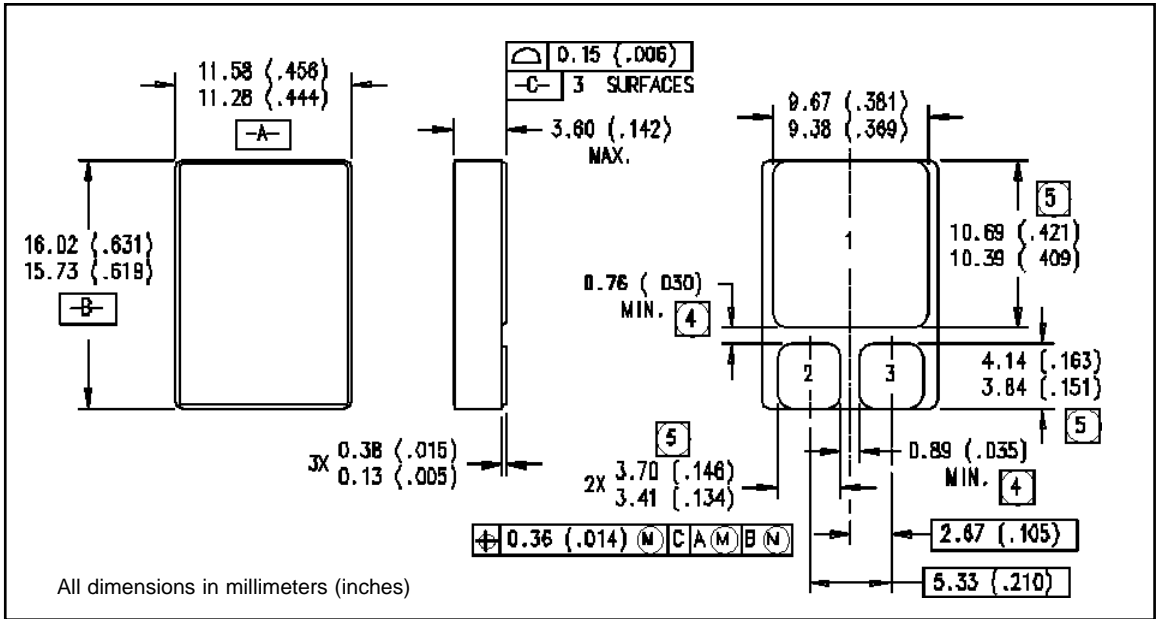 0.15 (.006)
-C- 3 SURFACES
11.58 (.456)
11.28 (.444)
-A-
3.60 (.142)
MAX.
9.67 (.381)
9.38 (.369)
16.02 (.631)
15.73 (.619)
-B-
5
1
10.69 (.421)
10.39 ( 409)
0.76 ( 030)
MIN. 4
2
3
4.14 (.163)
3.84 (.151)
5
3X 0.38 (.015)
0.13 (.005)
5
2X 3.70 (.146)
3.41 (.134)
0.89 (.035)
MIN. 4
0.36 (.014) M C A M B
2.67 (.105)
5.33 (.210)
All dimensions in millimeters (inches)